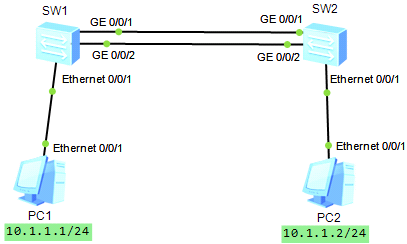 SW1
SW2
GE 0/0/1
GE 0/0/1
GE 0/0/2
GE 0/0/2
Ethernet 0/0/1
Ethernet 0/0/1
Ethernet 0/0/1
Ethernet 0/0/1
PC1
PC2
10.1.1.1/24
10.1.1.2/24